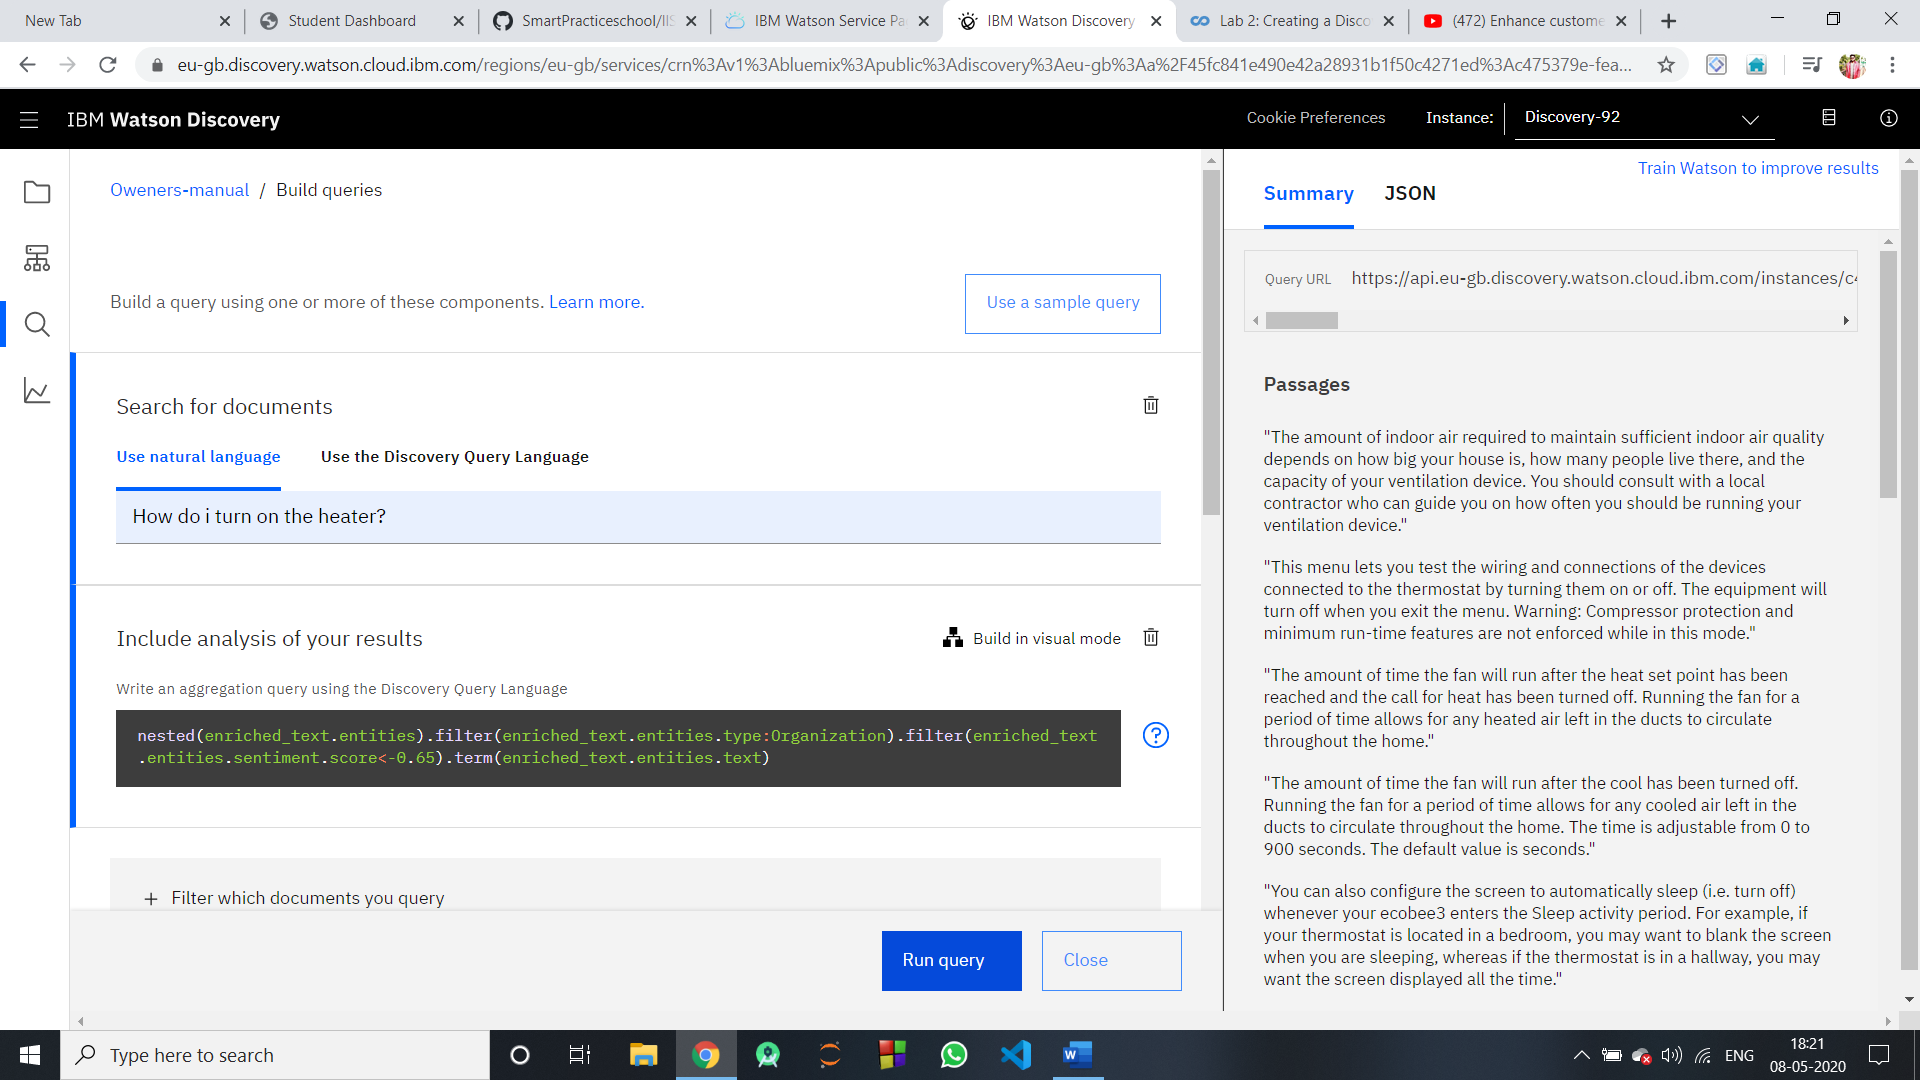 New Tab
Student Dashboard
SmartPracticeschool/IIS
IBM Watson Service Pa
IBM Watson Discovery
Lab 2: Creating a Disco
(472) Enhance custome
eu-gb.discovery.watson.cloud.ibm.com/regions/eu-gb/services/crn%3Av1%3Abluemix%3Apublic%3Adiscovery%3Aeu-gb%3Aa%2F45fc841e490e42a28931b1f50c4271ed%3Ac475379e-fea...
IBM Watson Discovery
Cookie Preferences
Instance:
Discovery-92
Oweners-manual / Build queries
Build a query using one or more of these components. Learn more.
Use a sample query
Search for documents
Use natural language
Use the Discovery Query Language
How do i turn on the heater?
Include analysis of your results
Build in visual mode
Write an aggregation query using the Discovery Query Language
nested(enriched_text.entities).filter(enriched_text.entities.type:Organization).filter(enriched_text
.entities.sentiment.score<-0.65).term(enriched_text.entities.text)
+ Filter which documents you query
Run query
Close
Train Watson to improve results
Summary
JSON
Query URL
https://api.eu-gb.discovery.watson.cloud.ibm.com/instances/c4
Passages
"The amount of indoor air required to maintain sufficient indoor air quality
depends on how big your house is, how many people live there, and the
capacity of your ventilation device. You should consult with a local
contractor who can guide you on how often you should be running your
ventilation device."
"This menu lets you test the wiring and connections of the devices
connected to the thermostat by turning them on or off. The equipment will
turn off when you exit the menu. Warning: Compressor protection and
minimum run-time features are not enforced while in this mode."
"The amount of time the fan will run after the heat set point has been
reached and the call for heat has been turned off. Running the fan for a
period of time allows for any heated air left in the ducts to circulate
throughout the home."
"The amount of time the fan will run after the cool has been turned off.
Running the fan for a period of time allows for any cooled air left in the
ducts to circulate throughout the home. The time is adjustable from 0 to
900 seconds. The default value is seconds."
"You can also configure the screen to automatically sleep (i.e. turn off)
whenever your ecobee3 enters the Sleep activity period. For example, if
your thermostat is located in a bedroom, you may want to blank the screen
when you are sleeping, whereas if the thermostat is in a hallway, you may
want the screen displayed all the time."
Type here to search
ENG
18:21
08-05-2020